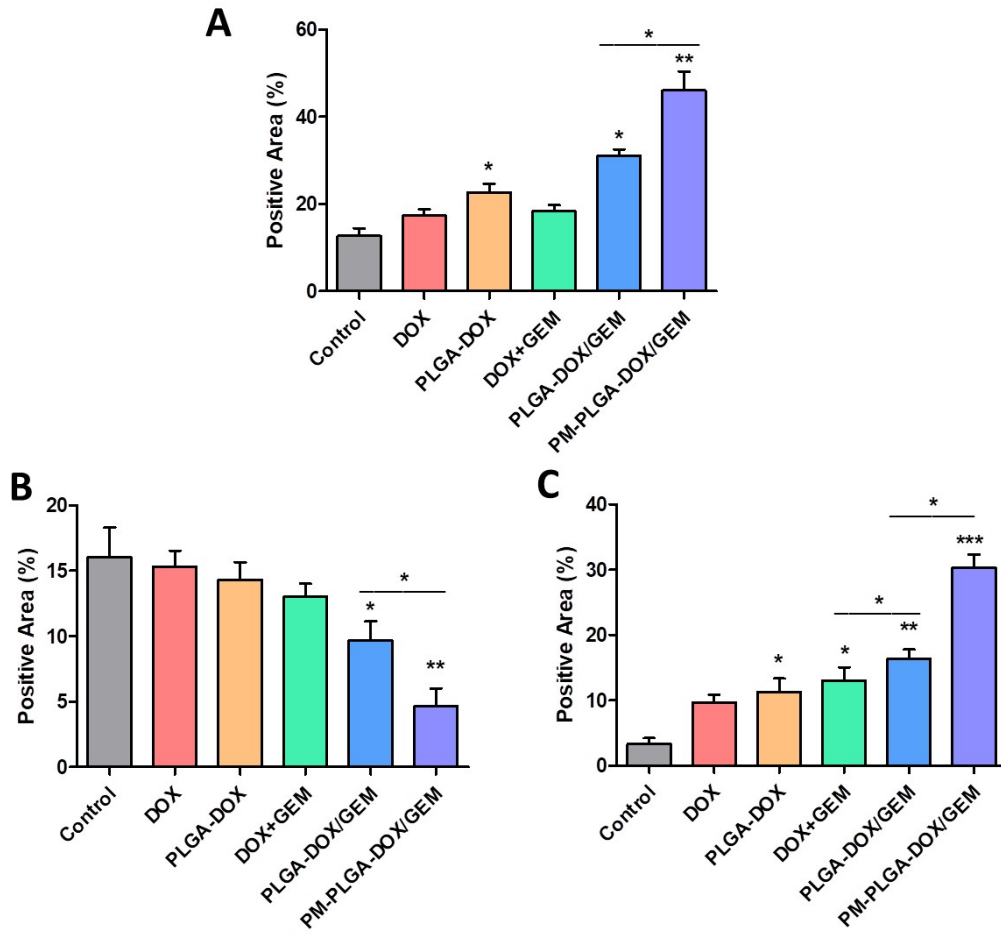 A
Positive Area (%)
60
40
20
0
*
*
*
**
Control
DOX
PLGA-DOX
DOX+GEM
PLGA-DOX/GEM
PM-PLGA-DOX/GEM
B
Positive Area (%)
20
15
10
5
0
*
*
**
Control
DOX
PLGA-DOX
DOX+GEM
PLGA-DOX/GEM
PM-PLGA-DOX/GEM
C
Positive Area (%)
40
30
20
10
0
*
***
*
**
*
*
Control
DOX
PLGA-DOX
DOX+GEM
PLGA-DOX/GEM
PM-PLGA-DOX/GEM